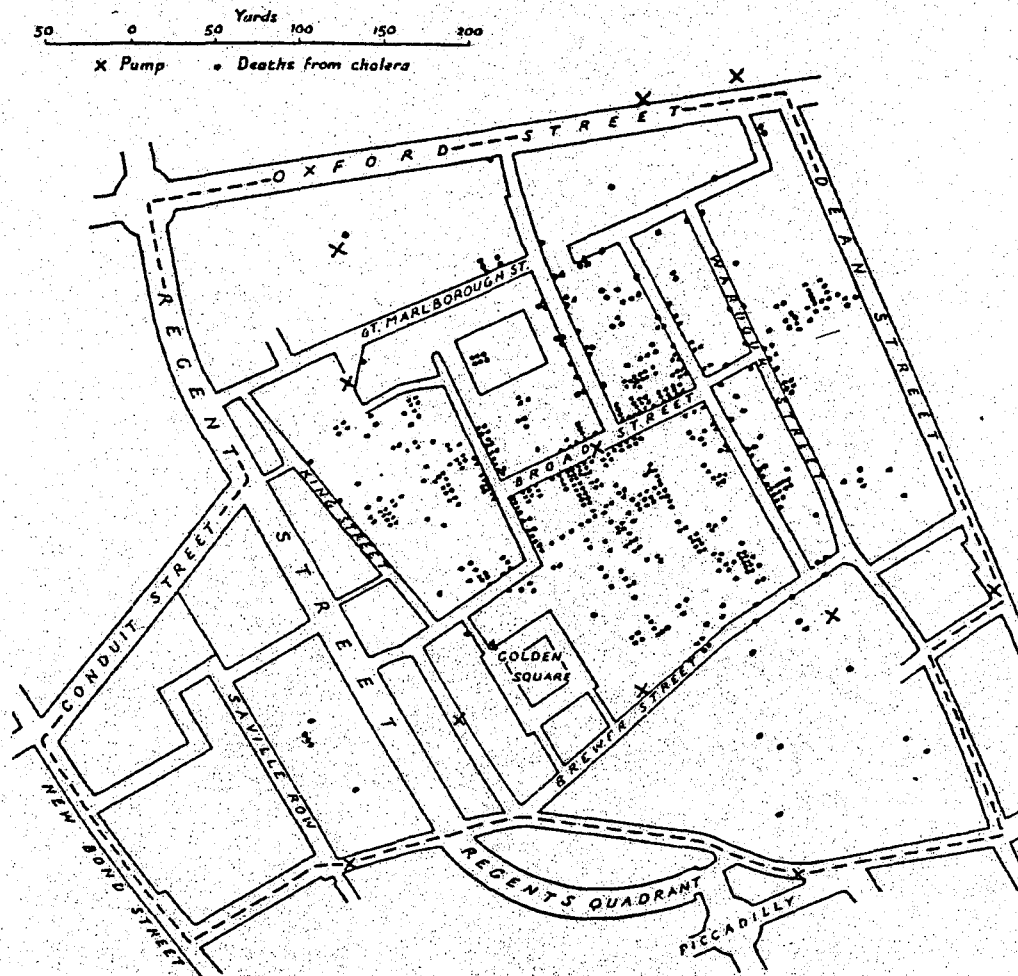 Yards
50 0 50 100 150 200
× Pump • Deaths from cholera
OXFORD STREET
REGENT STREET
DEAN STREET
WARDOUR STREET
GT. MARLBOROUGH ST.
BROAD STREET
KING STREET
CONDUIT STREET
GOLDEN
SQUARE
BREWER STREET
SAVILLE ROW
NEW BOND STREET
REGENTS QUADRANT
PICCADILLY